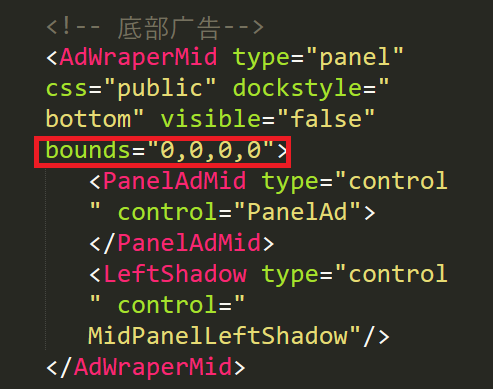 <!-- 底部广告-->
<AdWraperMid type="panel"
css="public" dockstyle="
bottom" visible="false"
bounds="0,0,0,0">
<PanelAdMid type="control
" control="PanelAd">
</PanelAdMid>
<LeftShadow type="control
" control="
MidPanelLeftShadow"/>
</AdWraperMid>